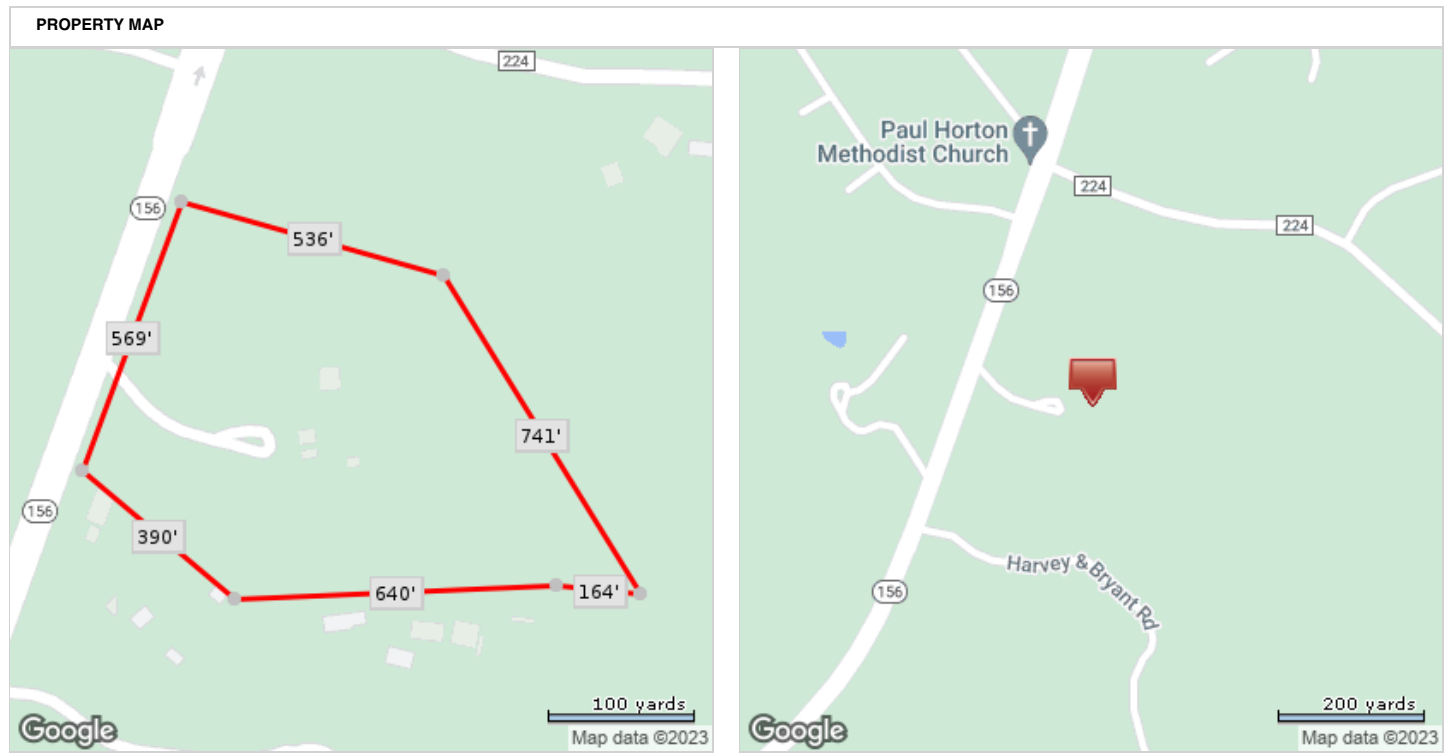 PROPERTY MAP
224
156
536'
569'
741'
156
390'
640'
164'
100 yards
Google
Map data ©2023
Paul Horton
Methodist Church
224
224
156
Harvey & Bryant Rd
156
200 yards
Google
Map data ©2023